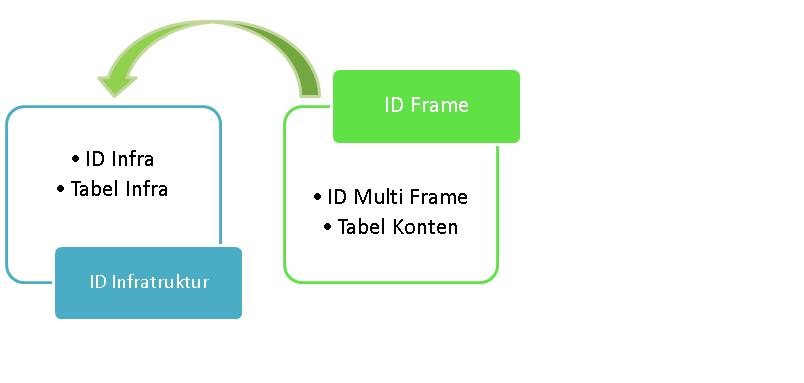 • ID Infra
• Tabel Infra
ID Infratruktur
ID Frame
• ID Multi Frame
• Tabel Konten